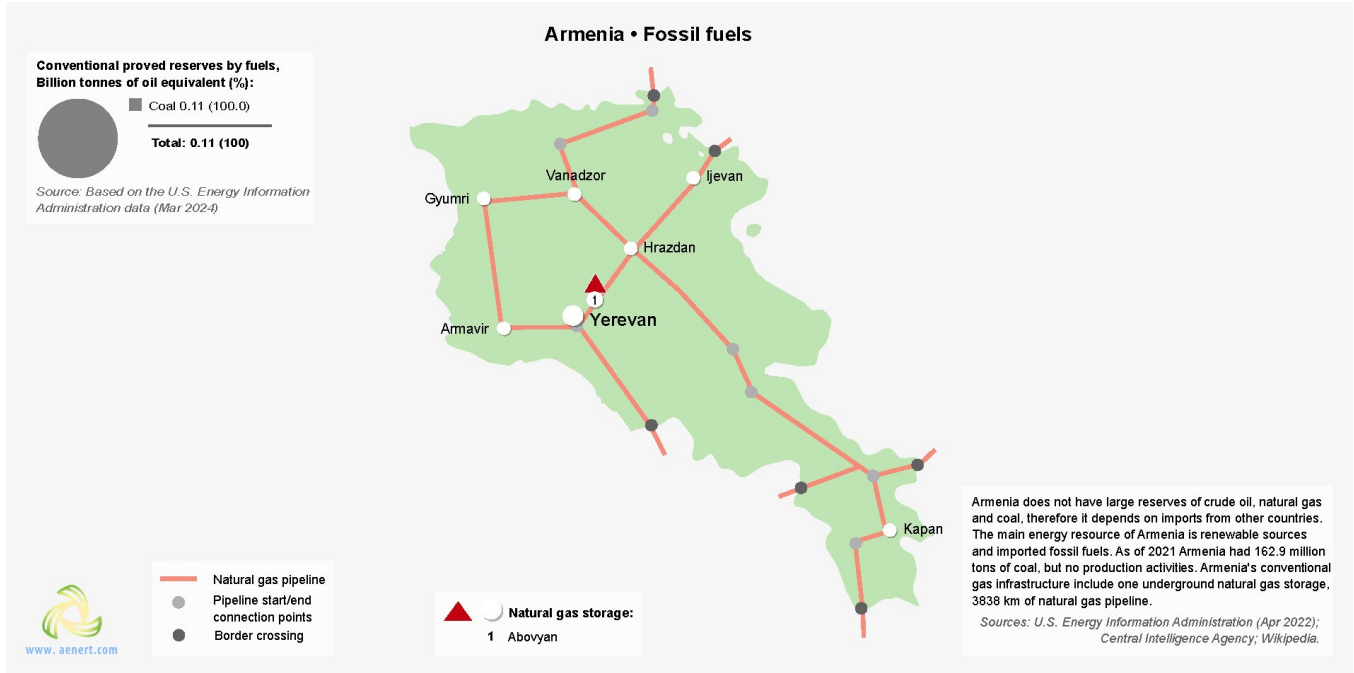 Armenia • Fossil fuels
Conventional proved reserves by fuels,
Billion tonnes of oil equivalent (%):
Coal 0.11 (100.0)
Total: 0.11 (100)
Source: Based on the U.S. Energy Information
Administration data (Mar 2024)
Vanadzor
Ijevan
Gyumri
Hrazdan
1
Yerevan
Armavir
Kapan
Armenia does not have large reserves of crude oil, natural gas
and coal, therefore it depends on imports from other countries.
The main energy resource of Armenia is renewable sources
and imported fossil fuels. As of 2021 Armenia had 162.9 million
tons of coal, but no production activities. Armenia's conventional
gas infrastructure include one underground natural gas storage,
3838 km of natural gas pipeline.
Sources: U.S. Energy Information Administration (Apr 2022);
Central Intelligence Agency; Wikipedia.
Natural gas pipeline
Pipeline start/end
connection points
Border crossing
Natural gas storage:
1 Abovyan
www.aenert.com